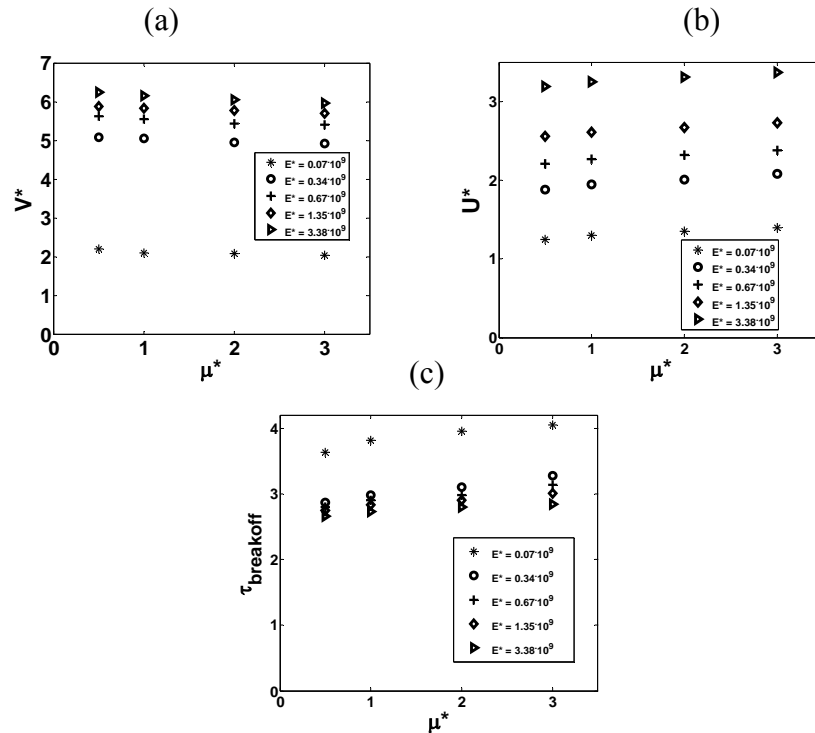 (a)
7
6
5
4
3
2
1
0
0
1
2
3
V*
μ*
E* = 0.07·10^9
E* = 0.34·10^9
E* = 0.67·10^9
E* = 1.35·10^9
E* = 3.38·10^9
(b)
3
2
1
0
0
1
2
3
U*
μ*
E* = 0.07·10^9
E* = 0.34·10^9
E* = 0.67·10^9
E* = 1.35·10^9
E* = 3.38·10^9
(c)
4
3
2
1
0
0
1
2
3
τ_breakoff
μ*
E* = 0.07·10^9
E* = 0.34·10^9
E* = 0.67·10^9
E* = 1.35·10^9
E* = 3.38·10^9